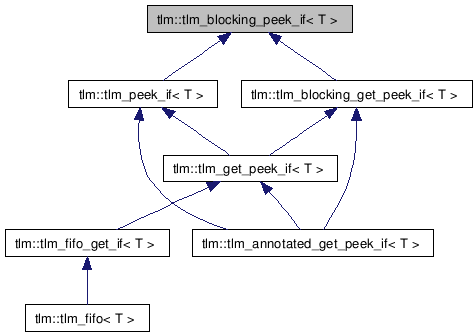 tlm::tlm_blocking_peek_if< T >
tlm::tlm_peek_if< T >
tlm::tlm_blocking_get_peek_if< T >
tlm::tlm_get_peek_if< T >
tlm::tlm_fifo_get_if< T >
tlm::tlm_annotated_get_peek_if< T >
tlm::tlm_fifo< T >